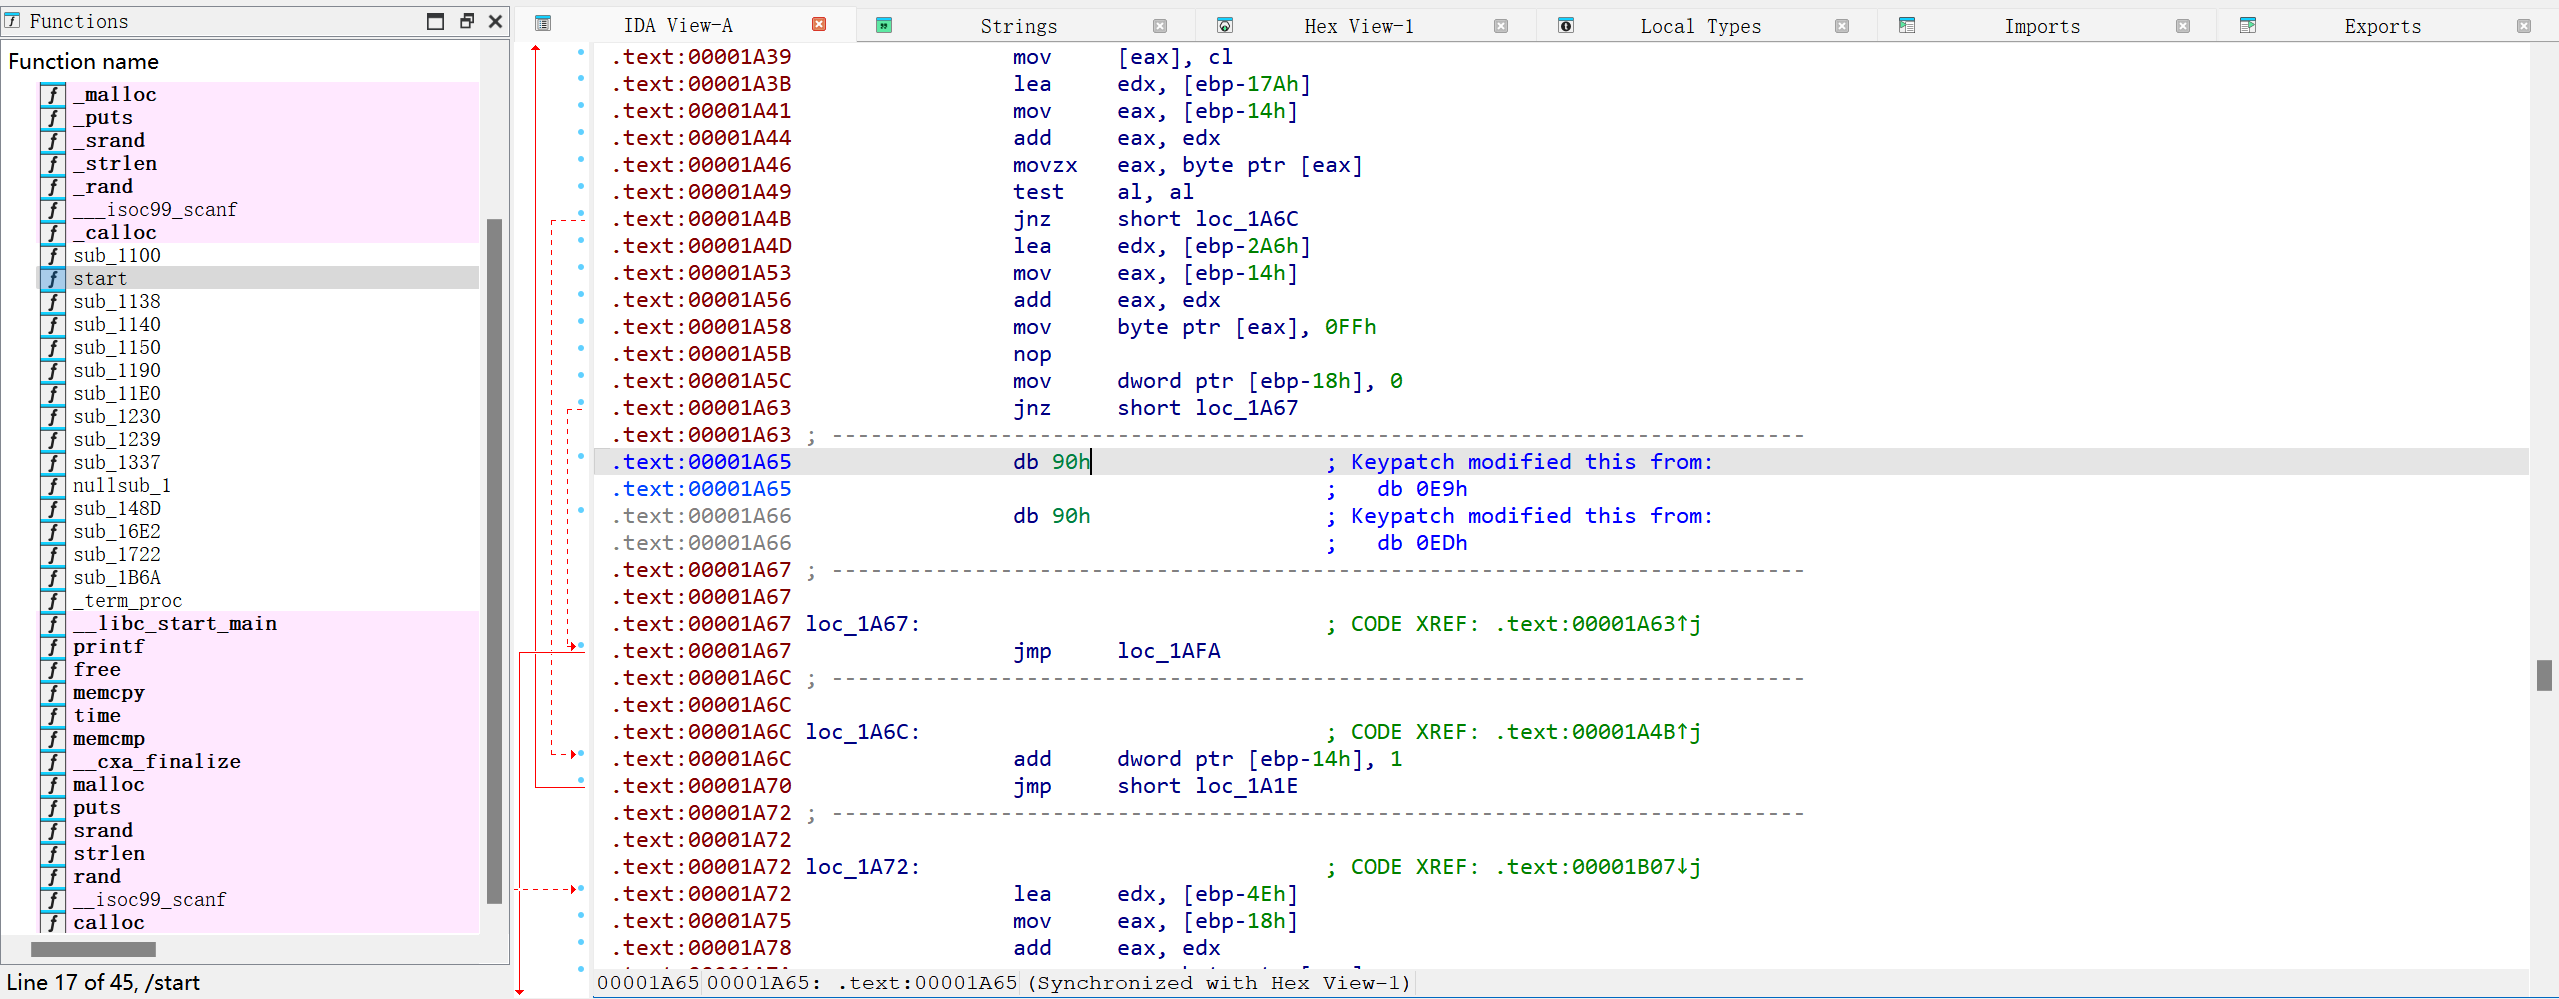 Functions
Function name
_malloc
_puts
_srand
_strlen
_rand
___isoc99_scanf
_calloc
sub_1100
start
sub_1138
sub_1140
sub_1150
sub_1190
sub_11E0
sub_1230
sub_1239
sub_1337
nullsub_1
sub_148D
sub_16E2
sub_1722
sub_1B6A
_term_proc
__libc_start_main
printf
free
memcpy
time
memcmp
__cxa_finalize
malloc
puts
srand
strlen
rand
__isoc99_scanf
calloc
Line 17 of 45, /start
IDA View-A Strings Hex View-1 Local Types Imports Exports
.text:00001A39 mov [eax], cl
.text:00001A3B lea edx, [ebp-17Ah]
.text:00001A41 mov eax, [ebp-14h]
.text:00001A44 add eax, edx
.text:00001A46 movzx eax, byte ptr [eax]
.text:00001A49 test al, al
.text:00001A4B jnz short loc_1A6C
.text:00001A4D lea edx, [ebp-2A6h]
.text:00001A53 mov eax, [ebp-14h]
.text:00001A56 add eax, edx
.text:00001A58 mov byte ptr [eax], 0FFh
.text:00001A5B nop
.text:00001A5C mov dword ptr [ebp-18h], 0
.text:00001A63 jnz short loc_1A67
.text:00001A63 ; ---------------------------------------------------------------------------
.text:00001A65 db 90h ; Keypatch modified this from:
.text:00001A65 ; db 0E9h
.text:00001A66 db 90h ; Keypatch modified this from:
.text:00001A66 ; db 0EDh
.text:00001A67 ; ---------------------------------------------------------------------------
.text:00001A67
.text:00001A67 loc_1A67: ; CODE XREF: .text:00001A63↑j
.text:00001A67 jmp loc_1AFA
.text:00001A6C ; ---------------------------------------------------------------------------
.text:00001A6C
.text:00001A6C loc_1A6C: ; CODE XREF: .text:00001A4B↑j
.text:00001A6C add dword ptr [ebp-14h], 1
.text:00001A70 jmp short loc_1A1E
.text:00001A72 ; ---------------------------------------------------------------------------
.text:00001A72
.text:00001A72 loc_1A72: ; CODE XREF: .text:00001B07↓j
.text:00001A72 lea edx, [ebp-4Eh]
.text:00001A75 mov eax, [ebp-18h]
.text:00001A78 add eax, edx
00001A65 00001A65: .text:00001A65 (Synchronized with Hex View-1)